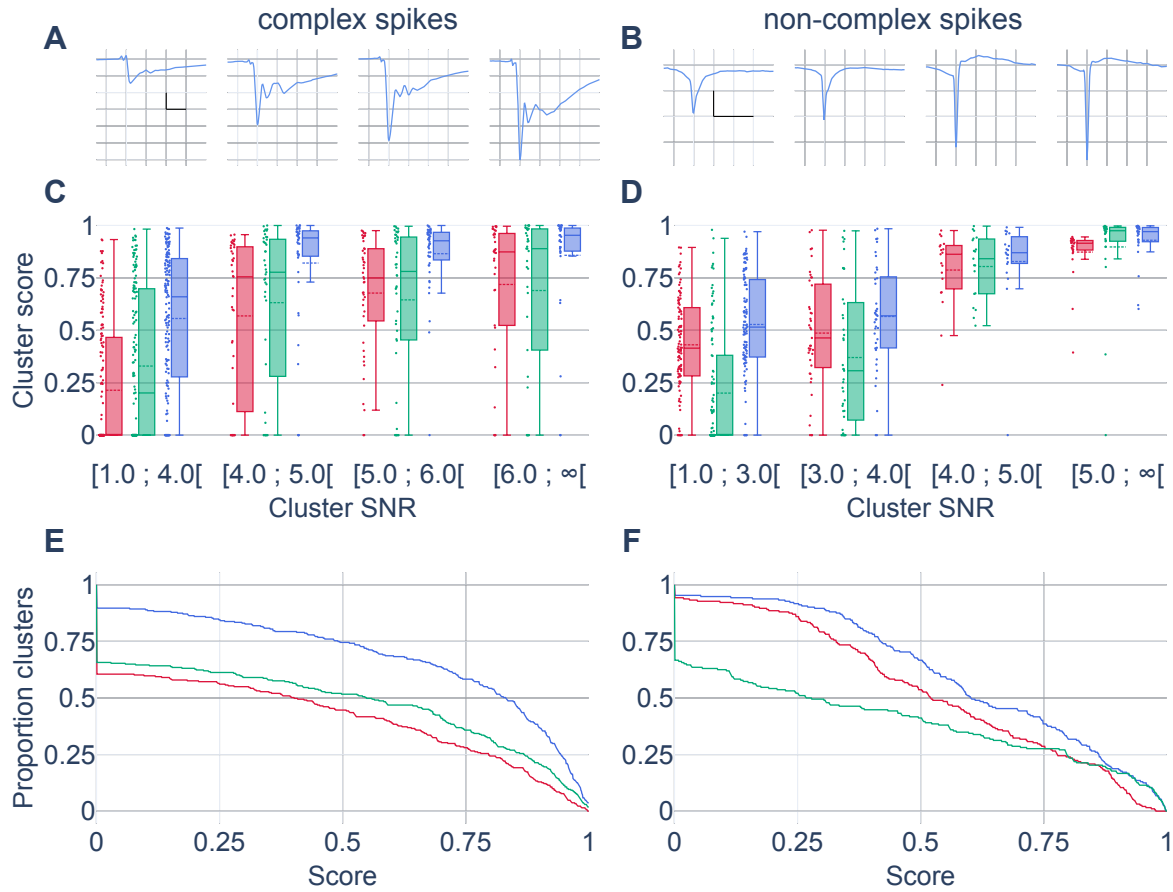 complex spikes
non-complex spikes
A
B
C
D
1
0.75
0.5
0.25
0
Cluster score
1
0.75
0.5
0.25
0
[1.0 ; 4.0[
[4.0 ; 5.0[
[5.0 ; 6.0[
[6.0 ; ∞[
Cluster SNR
[1.0 ; 3.0[
[3.0 ; 4.0[
[4.0 ; 5.0[
[5.0 ; ∞[
Cluster SNR
E
F
1
0.75
0.5
0.25
0
Proportion clusters
0
0.25
0.5
0.75
1
Score
1
0.75
0.5
0.25
0
0
0.25
0.5
0.75
1
Score